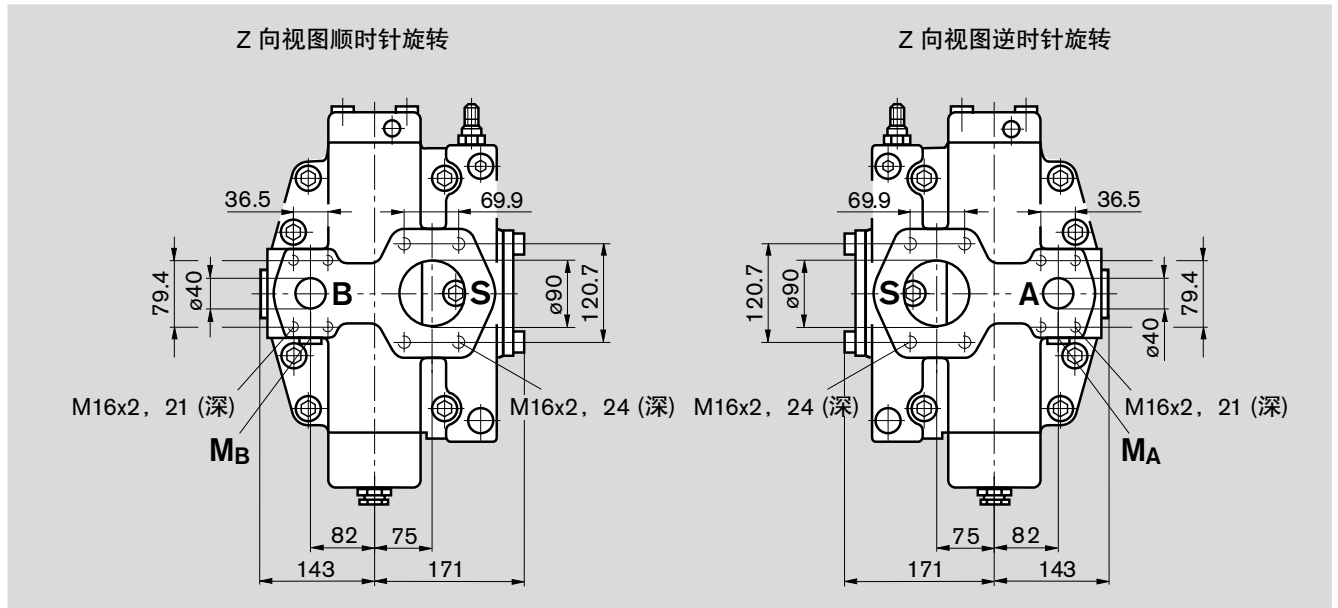 Z 向视图顺时针旋转
36.5
69.9
79.4
ø40
B
S
ø90
120.7
M16x2，21 (深)
M16x2，24 (深)
MB
82
75
143
171
Z 向视图逆时针旋转
69.9
36.5
120.7
ø90
S
A
ø40
79.4
M16x2，24 (深)
M16x2，21 (深)
MA
75
82
171
143